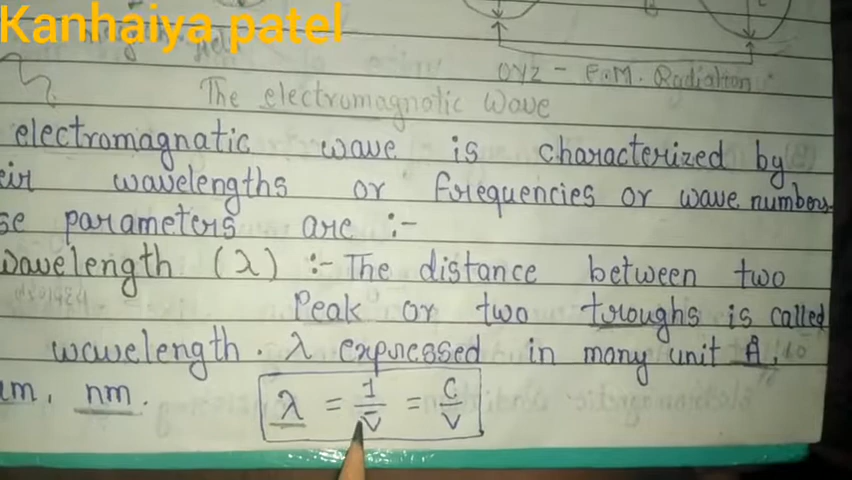 Kanhaiya patel
OYZ - E.M. Radiation
The electromagnatic Wave
electromagnatic wave is characterized by
eir wavelengths or frequencies or wave numbers
se parameters are :-
wavelength (λ) :- The distance between two
Peak or two troughs is called
wavelength. λ expressed in many unit Å,
nm.
λ = 1/v̅ = C/v